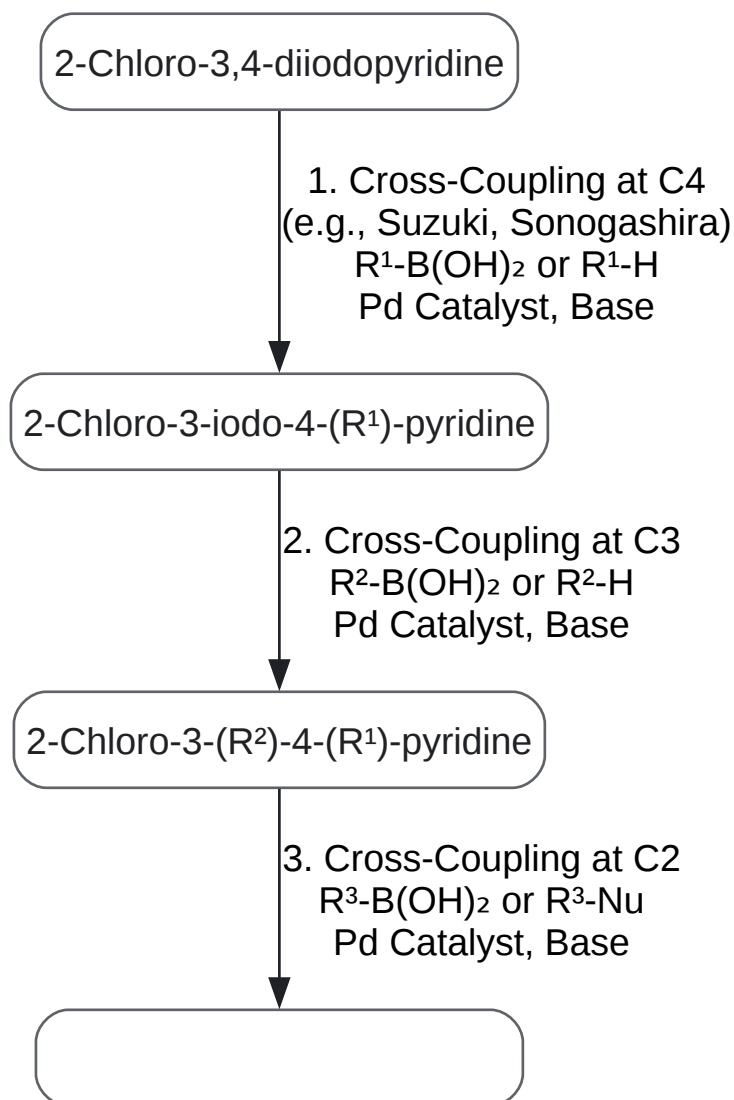 2-Chloro-3,4-diiodopyridine
1. Cross-Coupling at C4
(e.g., Suzuki, Sonogashira)
R¹-B(OH)₂ or R¹-H
Pd Catalyst, Base
2-Chloro-3-iodo-4-(R¹)-pyridine
2. Cross-Coupling at C3
R²-B(OH)₂ or R²-H
Pd Catalyst, Base
2-Chloro-3-(R²)-4-(R¹)-pyridine
3. Cross-Coupling at C2
R³-B(OH)₂ or R³-Nu
Pd Catalyst, Base